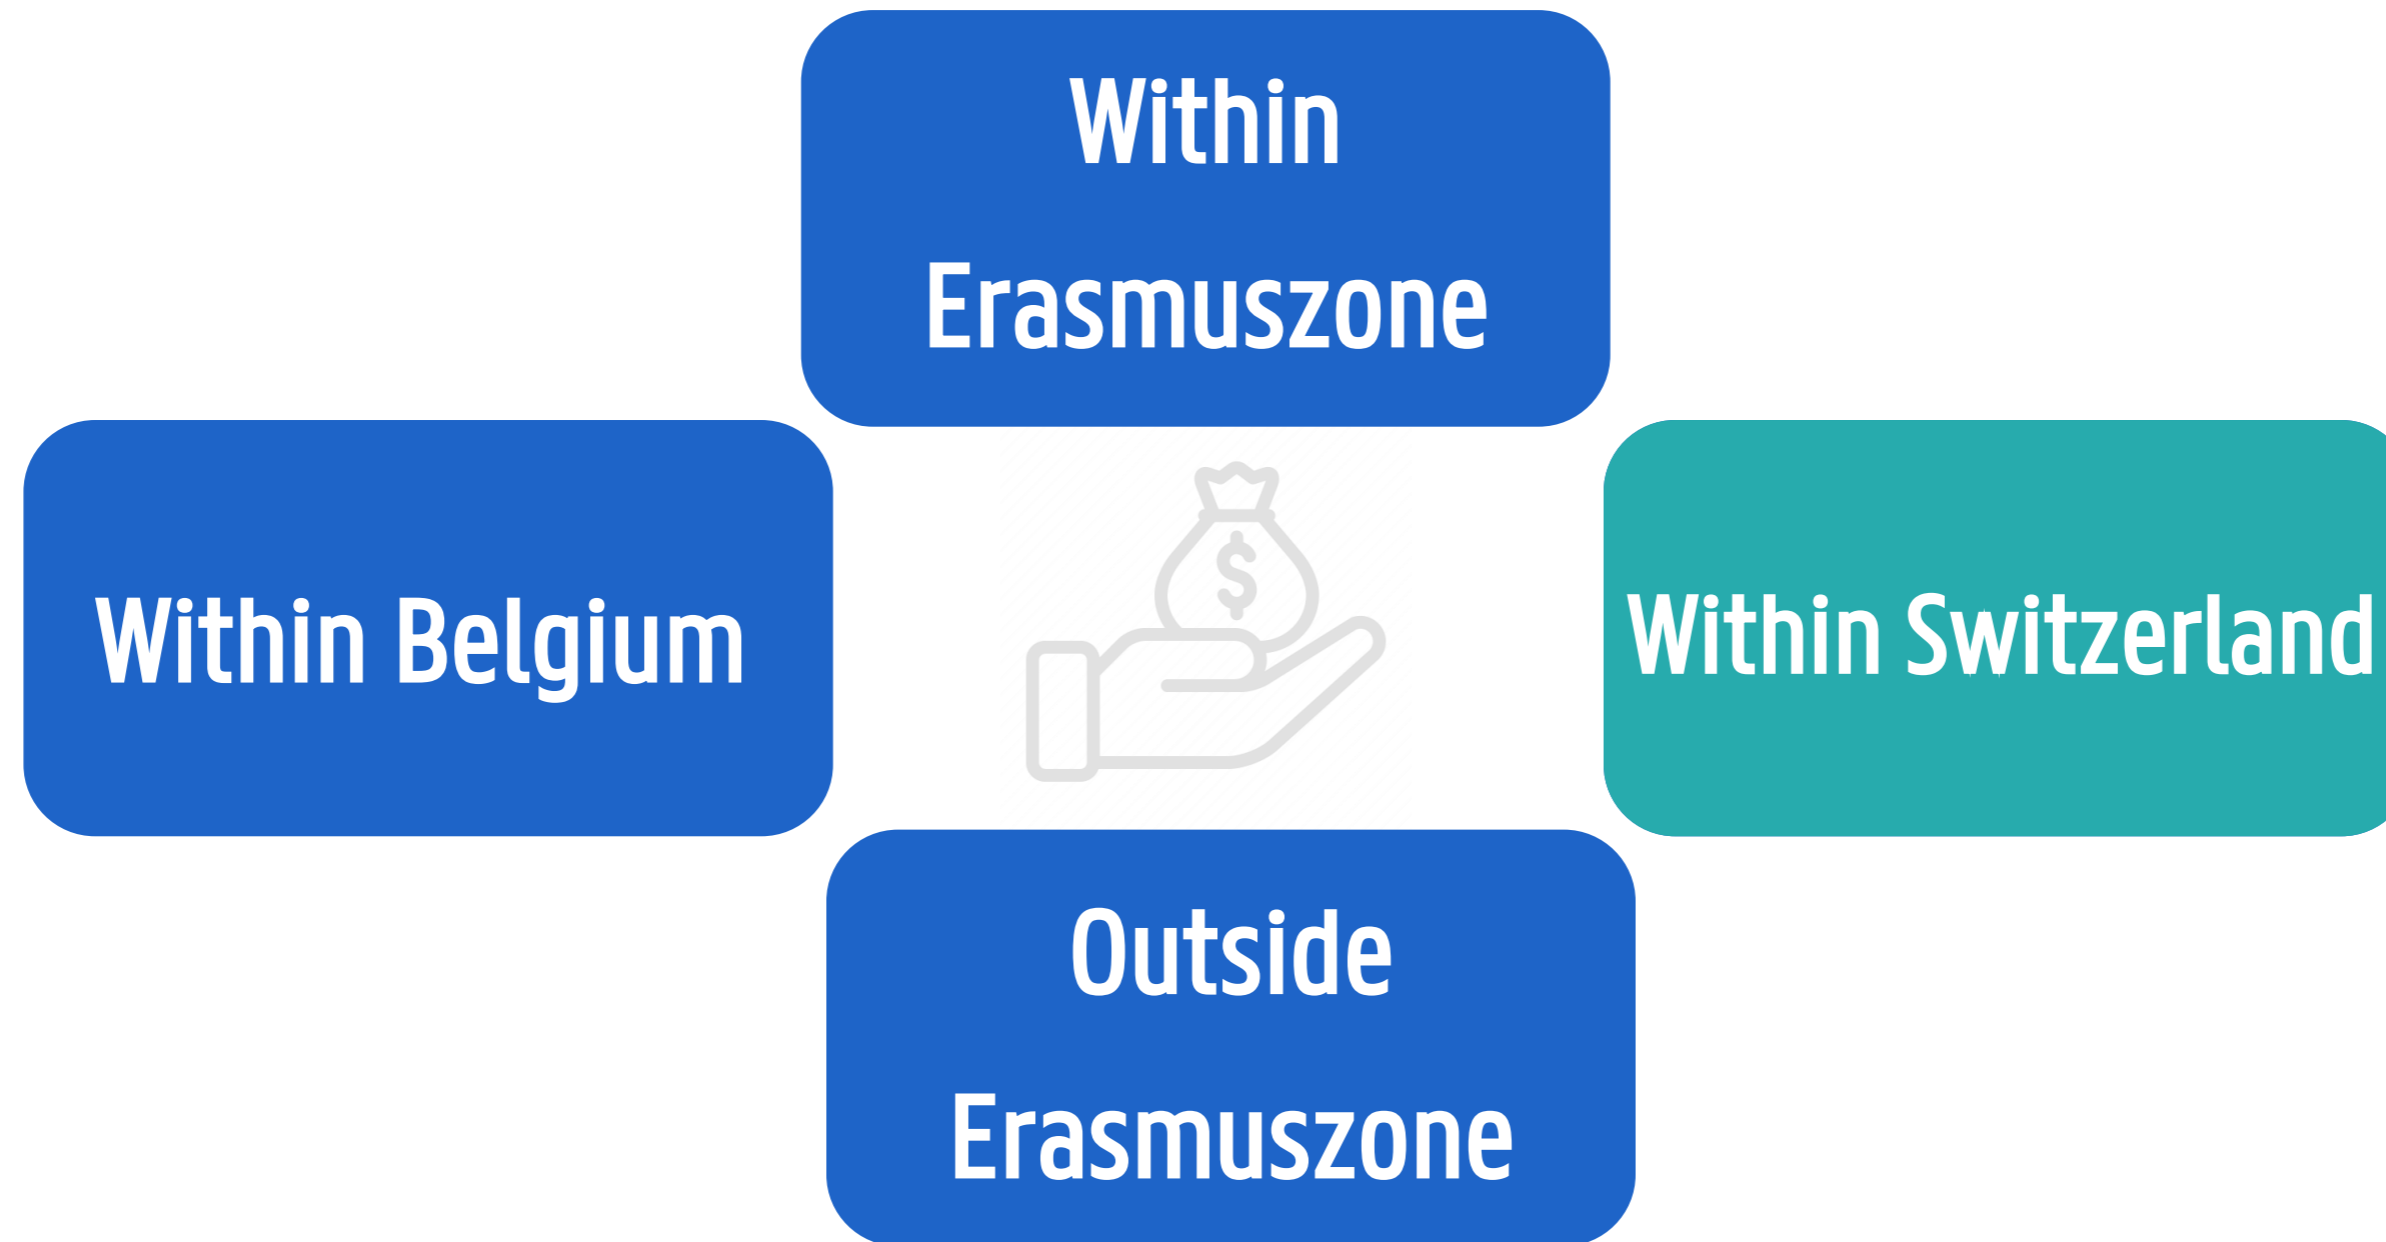 Within
Erasmuszone
Within Belgium
$
Within Switzerland
Outside
Erasmuszone